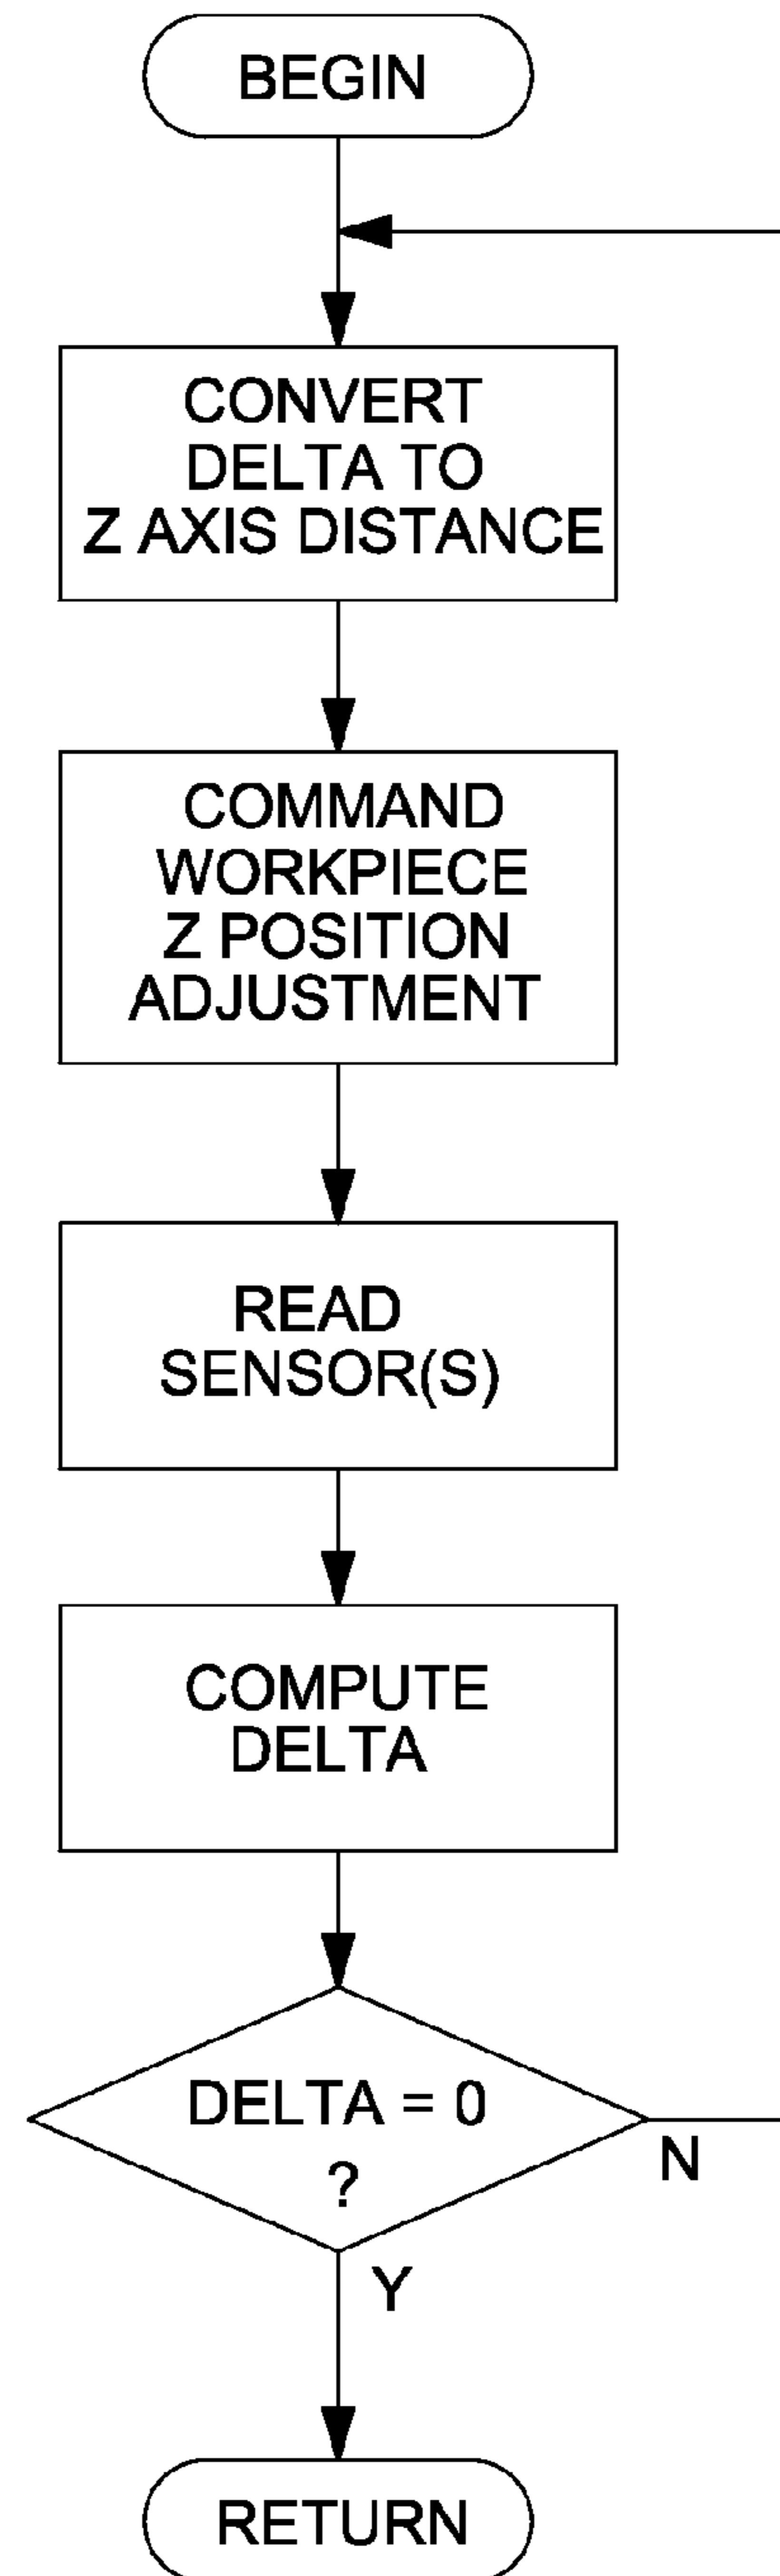 BEGIN
CONVERT
DELTA TO
Z AXIS DISTANCE
COMMAND
WORKPIECE
Z POSITION
ADJUSTMENT
READ
SENSOR(S)
COMPUTE
DELTA
DELTA = 0
?
N
Y
RETURN